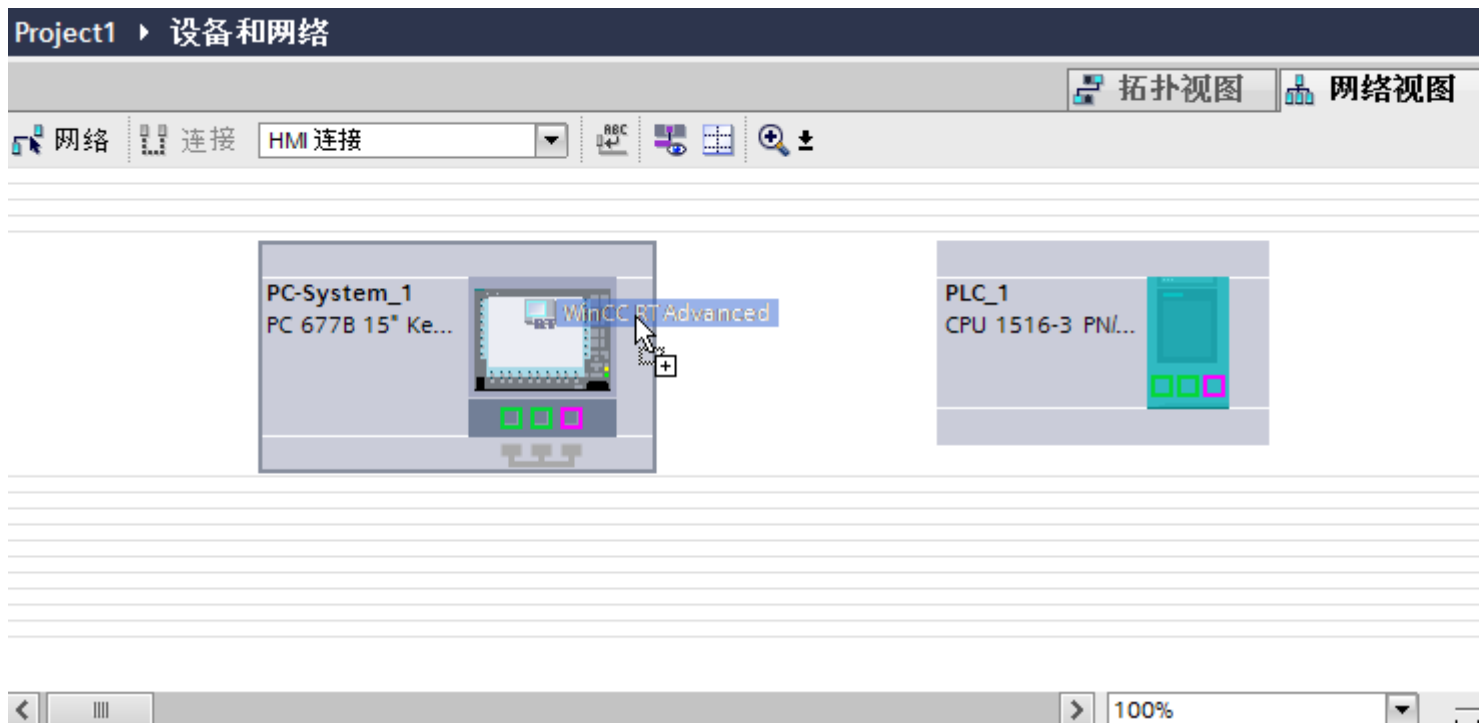 Project1 ▸ 设备和网络
拓扑视图 网络视图
网络 连接 HMI 连接
PC-System_1
PC 677B 15" Ke...
WinCC RT Advanced
PLC_1
CPU 1516-3 PN/...
100%